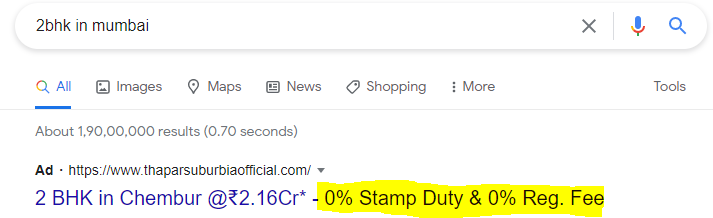 2bhk in mumbai
All Images Maps News Shopping More Tools
About 1,90,00,000 results (0.70 seconds)
Ad · https://www.thaparsuburbiaofficial.com/
2 BHK in Chembur @₹2.16Cr* - 0% Stamp Duty & 0% Reg. Fee